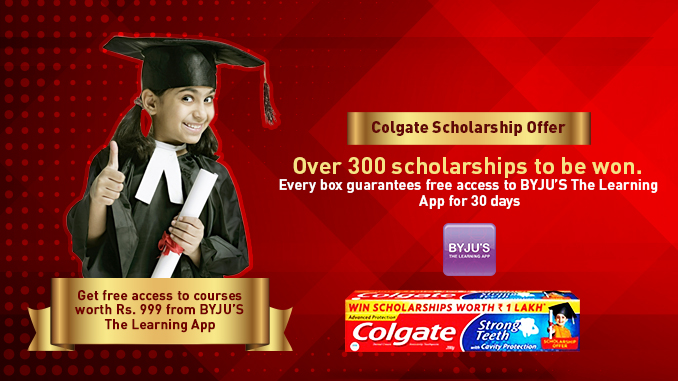 Colgate Scholarship Offer
Over 300 scholarships to be won.
Every box guarantees free access to BYJU'S The Learning
App for 30 days
BYJU'S
THE LEARNING APP
Get free access to courses
worth Rs. 999 from BYJU'S
The Learning App
WIN SCHOLARSHIPS WORTH ₹ 1 LAKH*
Advanced Protection
Colgate
Strong
Teeth
with Cavity Protection
SCHOLARSHIP
OFFER